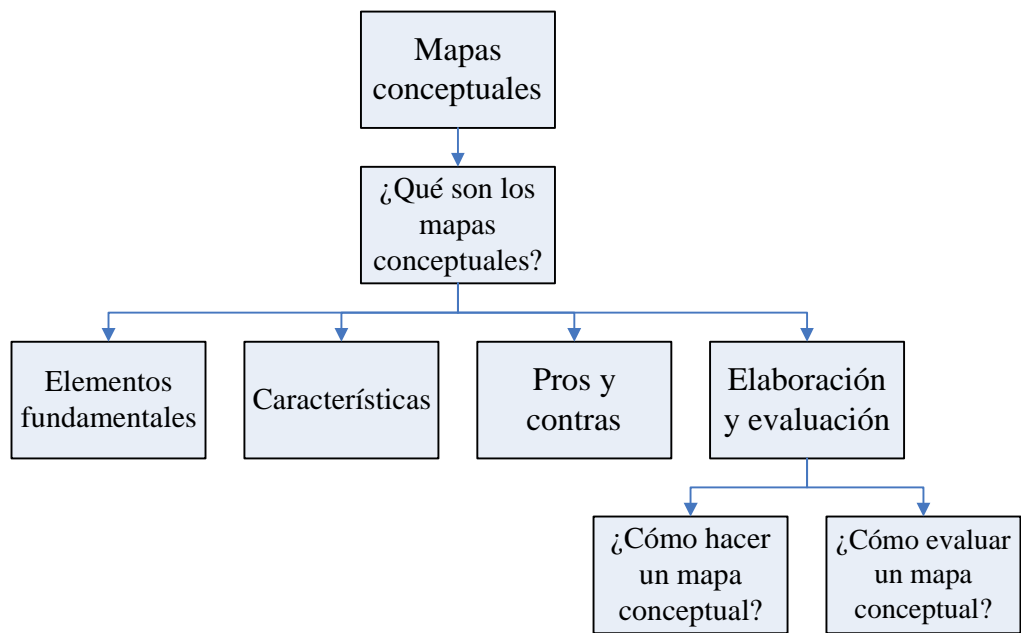 Mapas
conceptuales
¿Qué son los
mapas
conceptuales?
Elementos
fundamentales
Características
Pros y
contras
Elaboración
y evaluación
¿Cómo hacer
un mapa
conceptual?
¿Cómo evaluar
un mapa
conceptual?